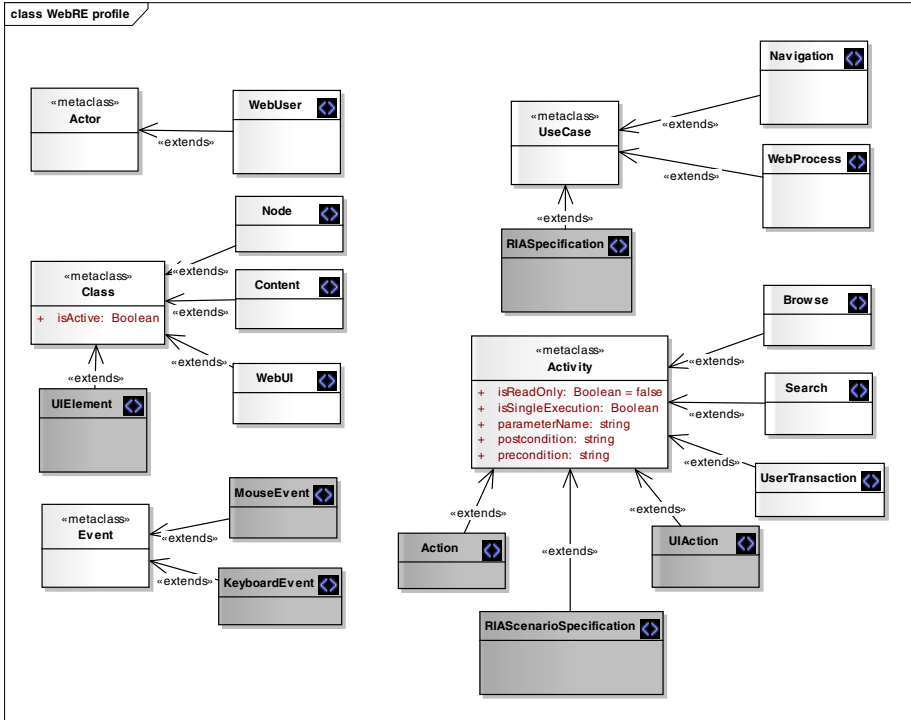 class WebRE profile
«metaclass»
Actor
WebUser
«extends»
«metaclass»
UseCase
Navigation
«extends»
WebProcess
«extends»
«extends»
RIASpecification
Node
«extends»
«metaclass»
Class
+ isActive: Boolean
Content
«extends»
WebUI
«extends»
«extends»
UIElement
«metaclass»
Activity
+ isReadOnly: Boolean = false
+ isSingleExecution: Boolean
+ parameterName: string
+ postcondition: string
+ precondition: string
Browse
«extends»
Search
«extends»
UserTransaction
«extends»
«metaclass»
Event
MouseEvent
«extends»
KeyboardEvent
«extends»
«extends»
Action
«extends»
UIAction
«extends»
RIAScenarioSpecification